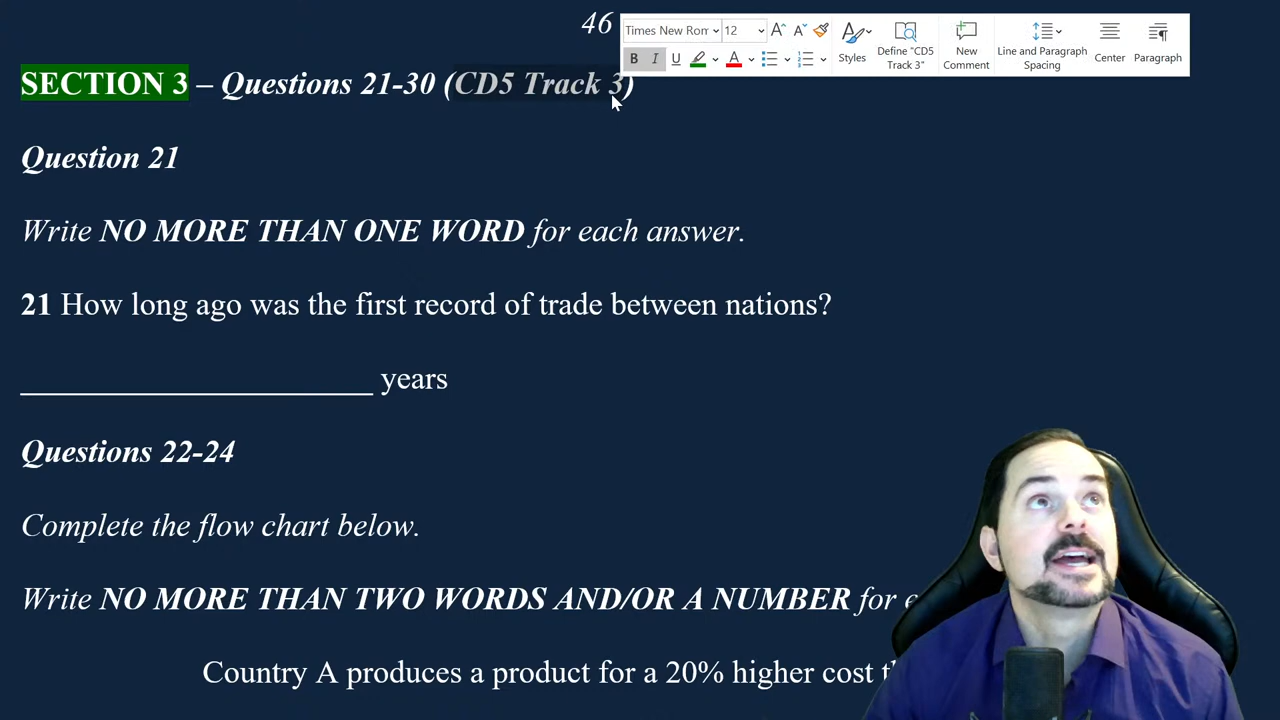 46
Times New Rom 12
Styles
Define "CD5 Track 3"
New Comment
Line and Paragraph Spacing
Center
Paragraph
B I U A
SECTION 3 – Questions 21-30 (CD5 Track 3)
Question 21
Write NO MORE THAN ONE WORD for each answer.
21 How long ago was the first record of trade between nations?
____________________ years
Questions 22-24
Complete the flow chart below.
Write NO MORE THAN TWO WORDS AND/OR A NUMBER for
Country A produces a product for a 20% higher cost